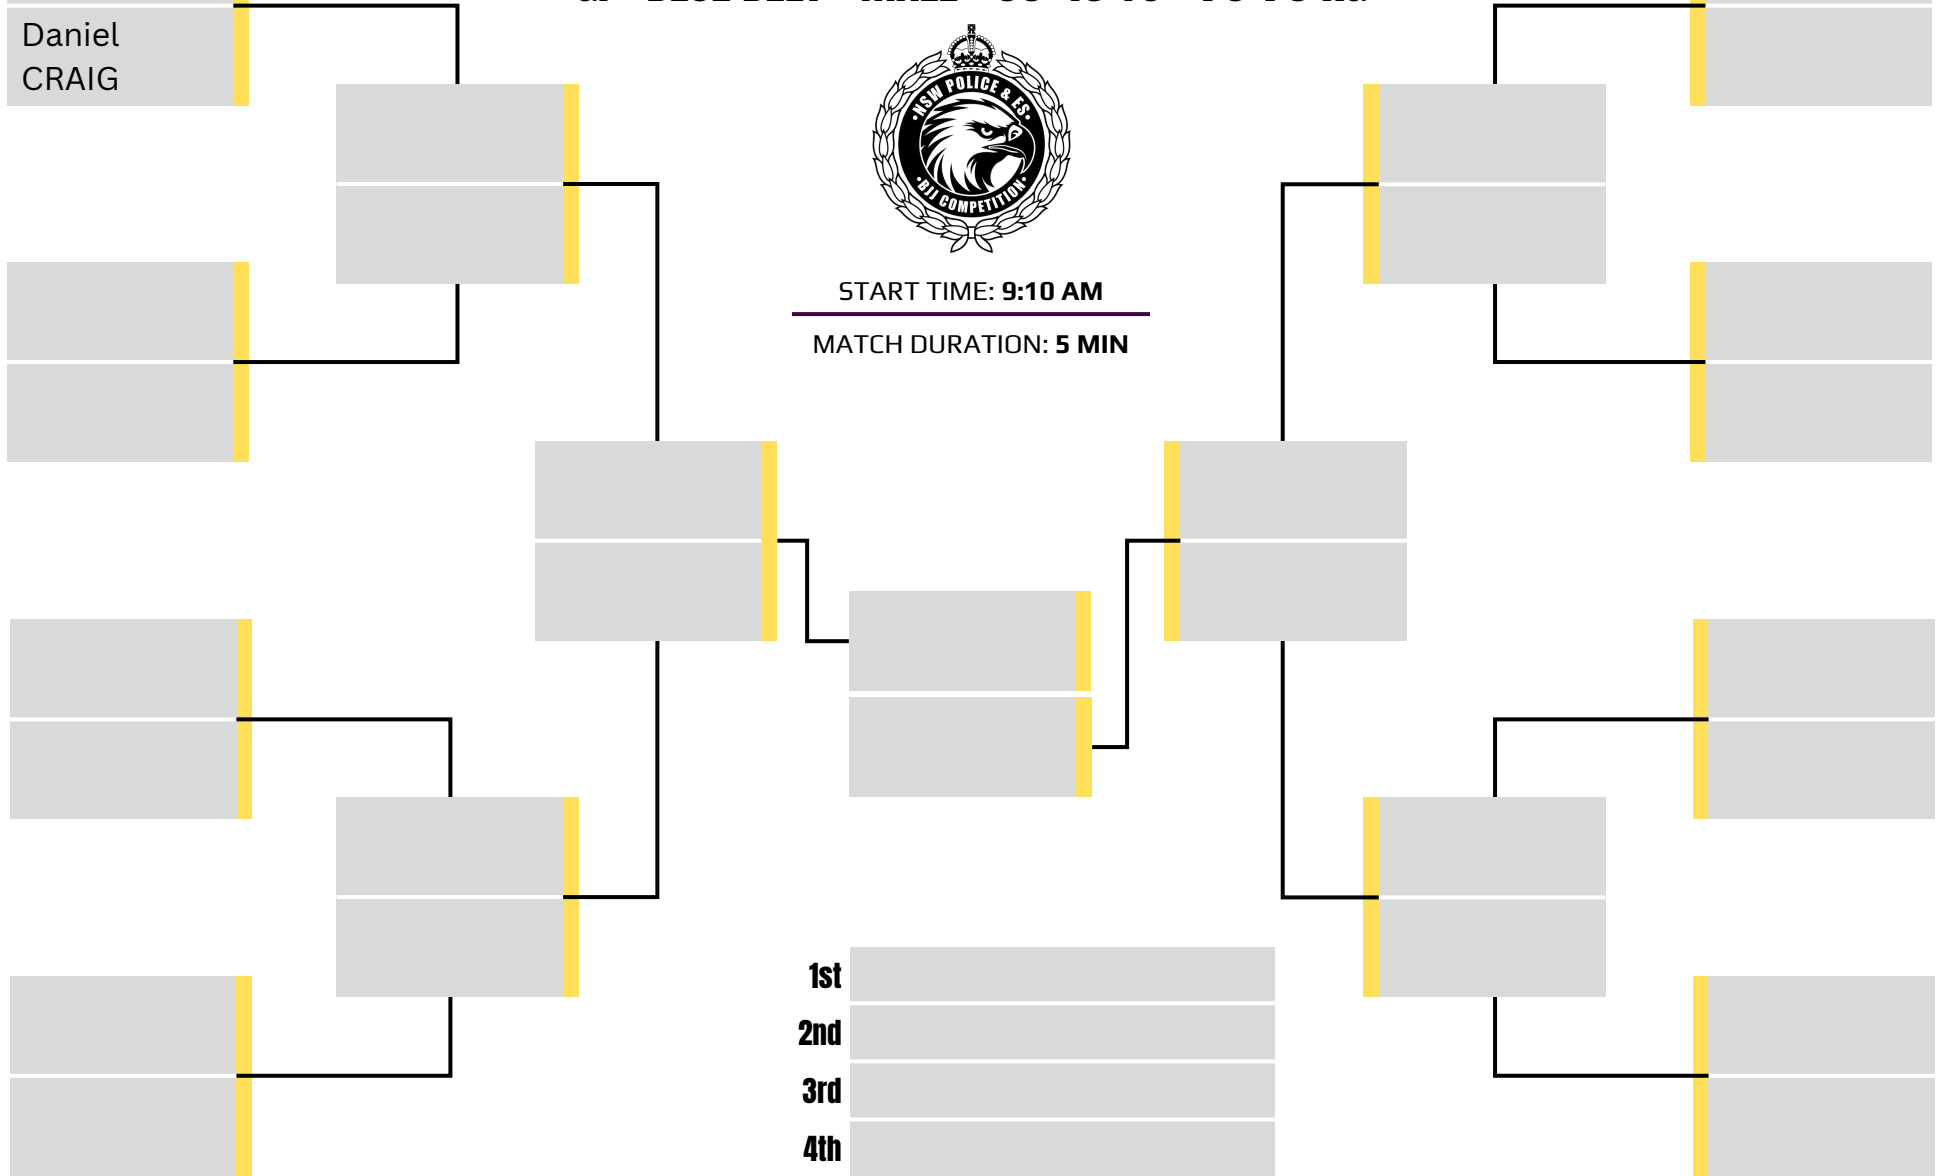 Daniel
CRAIG
NSW POLICE & ES
BJJ COMPETITION
START TIME: 9:10 AM
MATCH DURATION: 5 MIN
1st
2nd
3rd
4th